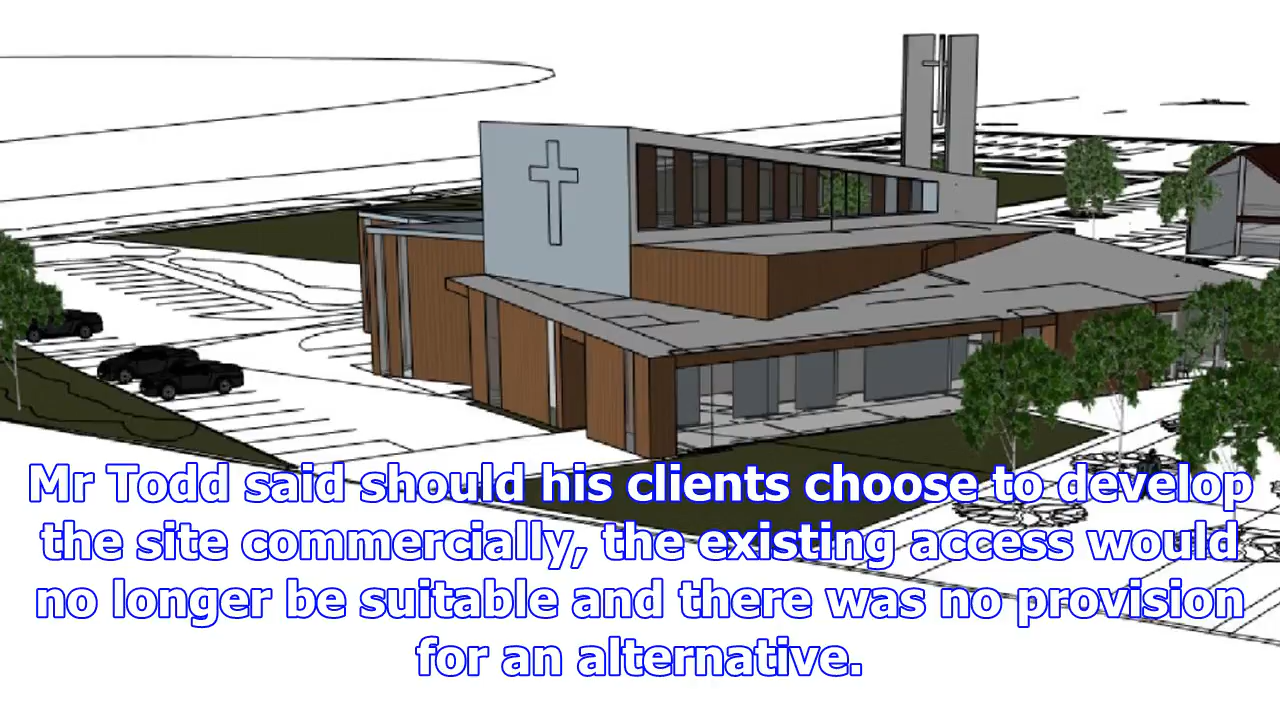 Mr Todd said should his clients choose to develop
the site commercially, the existing access would
no longer be suitable and there was no provision
for an alternative.